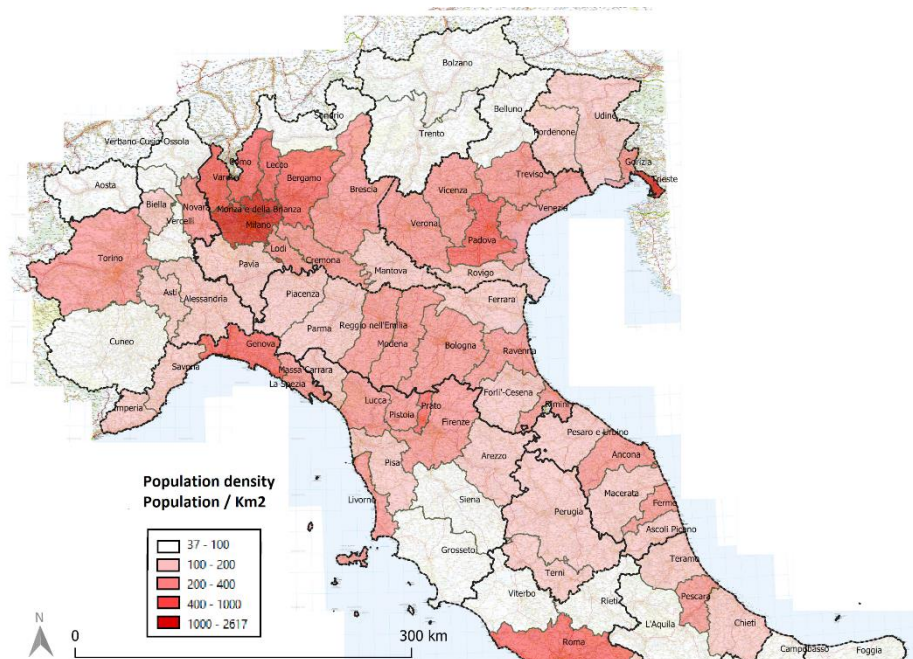 Bolzano
Sondrio
Belluno
Trento
Udine
Pordenone
Verbano-Cusio-Ossola
Como
Lecco
Gorizia
Aosta
Varese
Bergamo
Treviso
Trieste
Biella
Brescia
Vicenza
Novara
Monza e della Brianza
Venezia
Vercelli
Milano
Verona
Padova
Lodi
Torino
Cremona
Pavia
Mantova
Rovigo
Asti
Piacenza
Alessandria
Ferrara
Parma
Reggio nell'Emilia
Cuneo
Genova
Modena
Bologna
Ravenna
Savona
Massa Carrara
La Spezia
Forli'-Cesena
Imperia
Lucca
Prato
Rimini
Pistoia
Firenze
Pesaro e Urbino
Arezzo
Ancona
Pisa
Population density
Population / Km2
Livorno
Siena
Macerata
Fermo
Perugia
Ascoli Piceno
37 - 100
100 - 200
200 - 400
400 - 1000
1000 - 2617
Grosseto
Teramo
Terni
Viterbo
Rieti
Pescara
L'Aquila
Chieti
N
0
300 km
Roma
Campobasso
Foggia